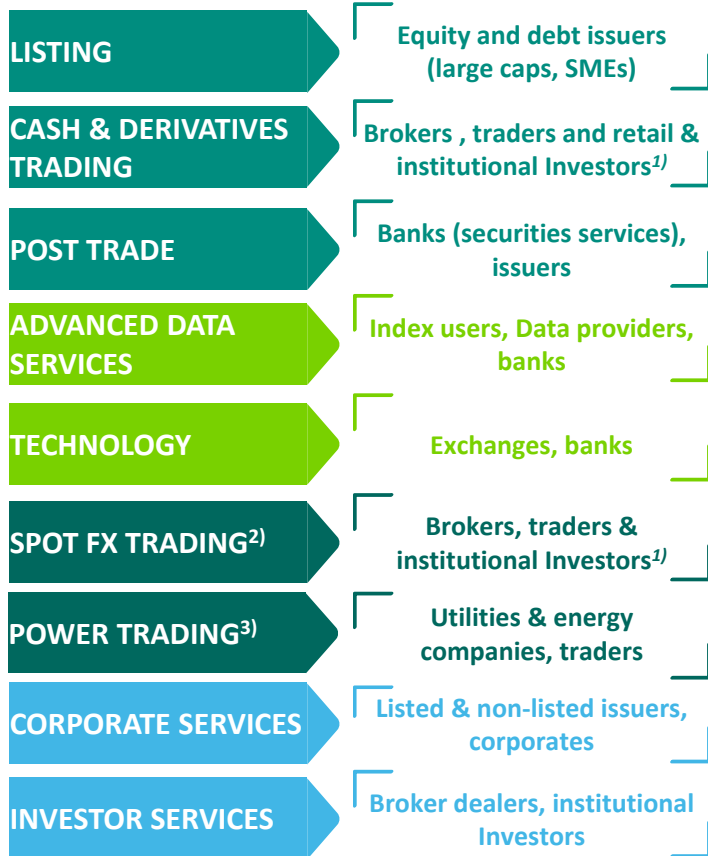 LISTING
Equity and debt issuers
(large caps, SMEs)
CASH & DERIVATIVES
TRADING
Brokers , traders and retail &
institutional Investors1)
POST TRADE
Banks (securities services),
issuers
ADVANCED DATA
SERVICES
Index users, Data providers,
banks
TECHNOLOGY
Exchanges, banks
SPOT FX TRADING2)
Brokers, traders &
institutional Investors1)
POWER TRADING3)
Utilities & energy
companies, traders
CORPORATE SERVICES
Listed & non-listed issuers,
corporates
INVESTOR SERVICES
Broker dealers, institutional
Investors